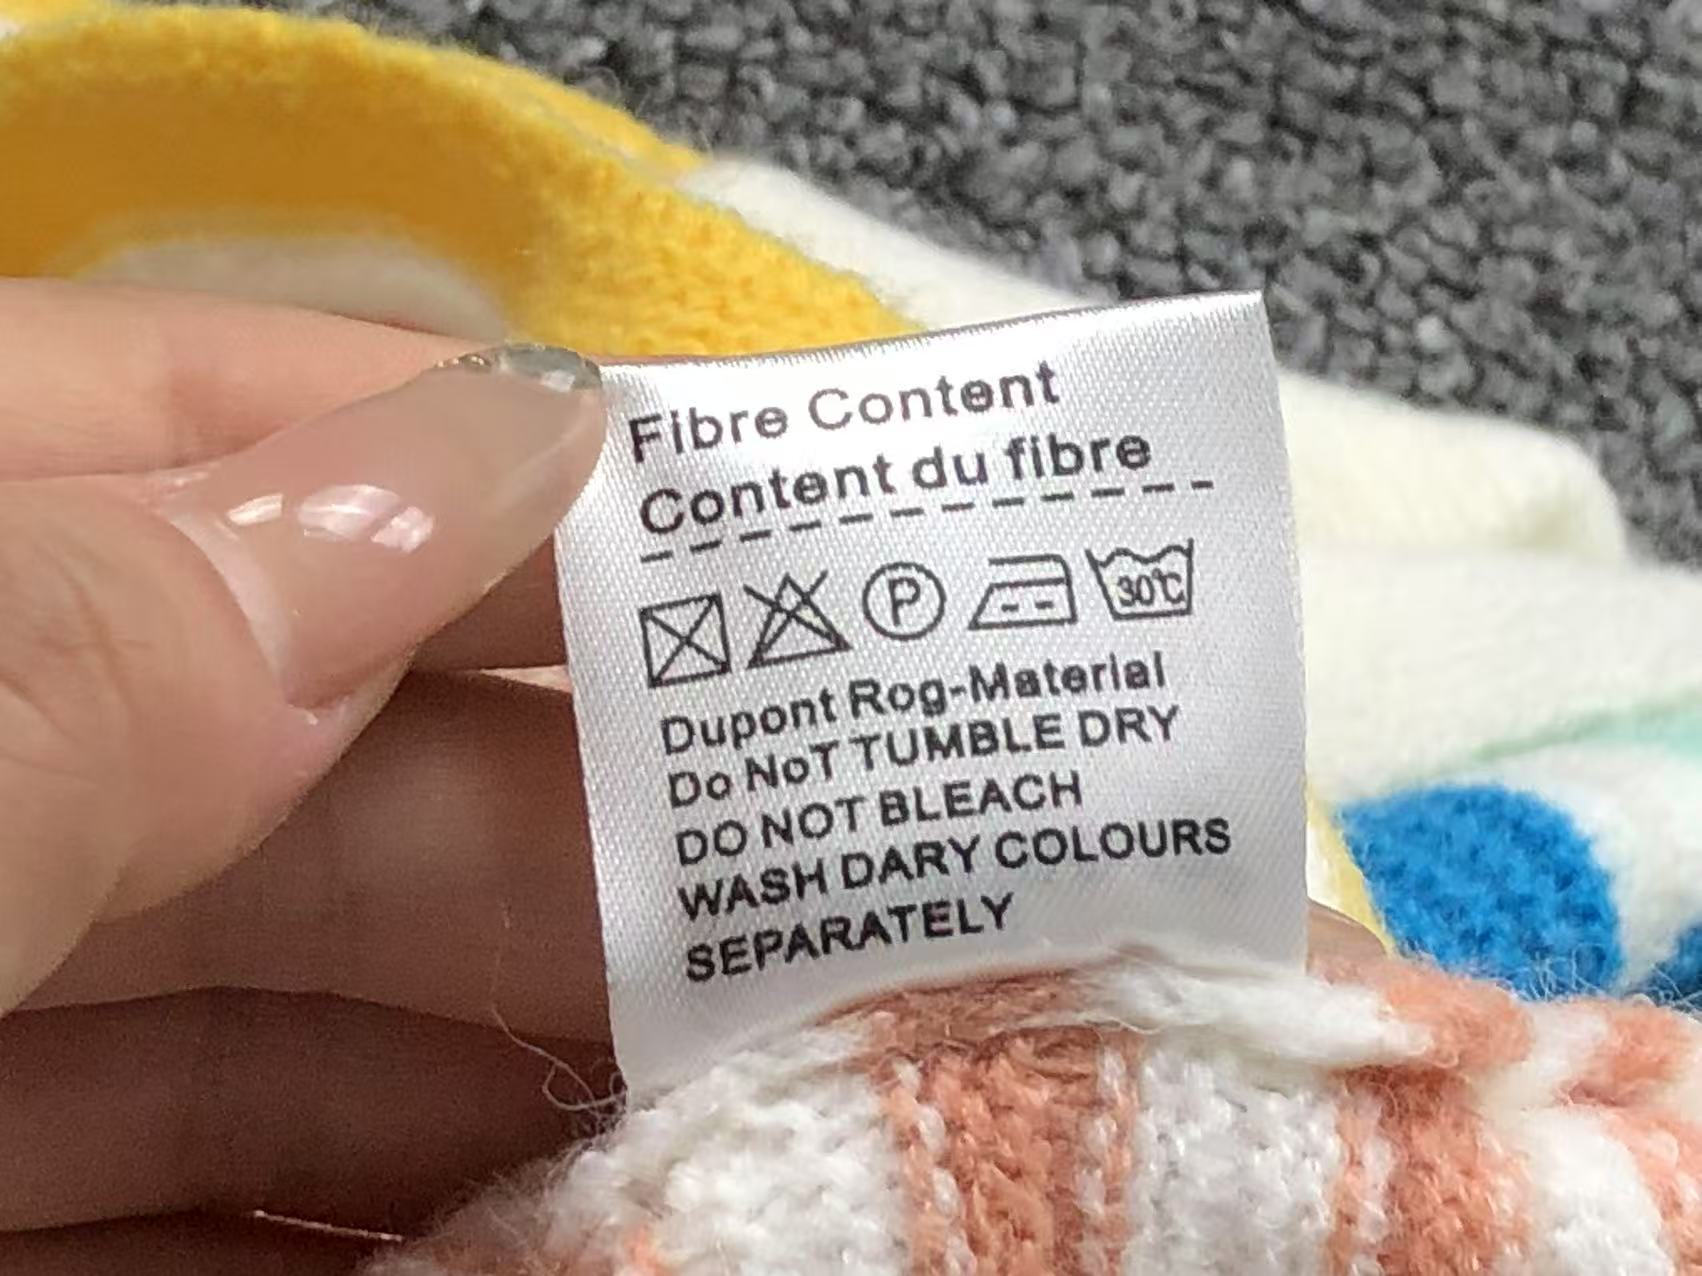 Fibre Content
Content du fibre
P 30℃
Dupont Rog-Material
Do NoT TUMBLE DRY
DO NOT BLEACH
WASH DARY COLOURS
SEPARATELY